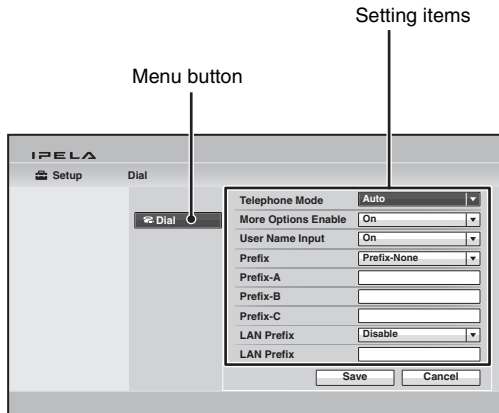 Setting items
Menu button
IPELA
Setup Dial
Dial
Telephone Mode Auto
More Options Enable On
User Name Input On
Prefix Prefix-None
Prefix-A
Prefix-B
Prefix-C
LAN Prefix Disable
LAN Prefix
Save Cancel